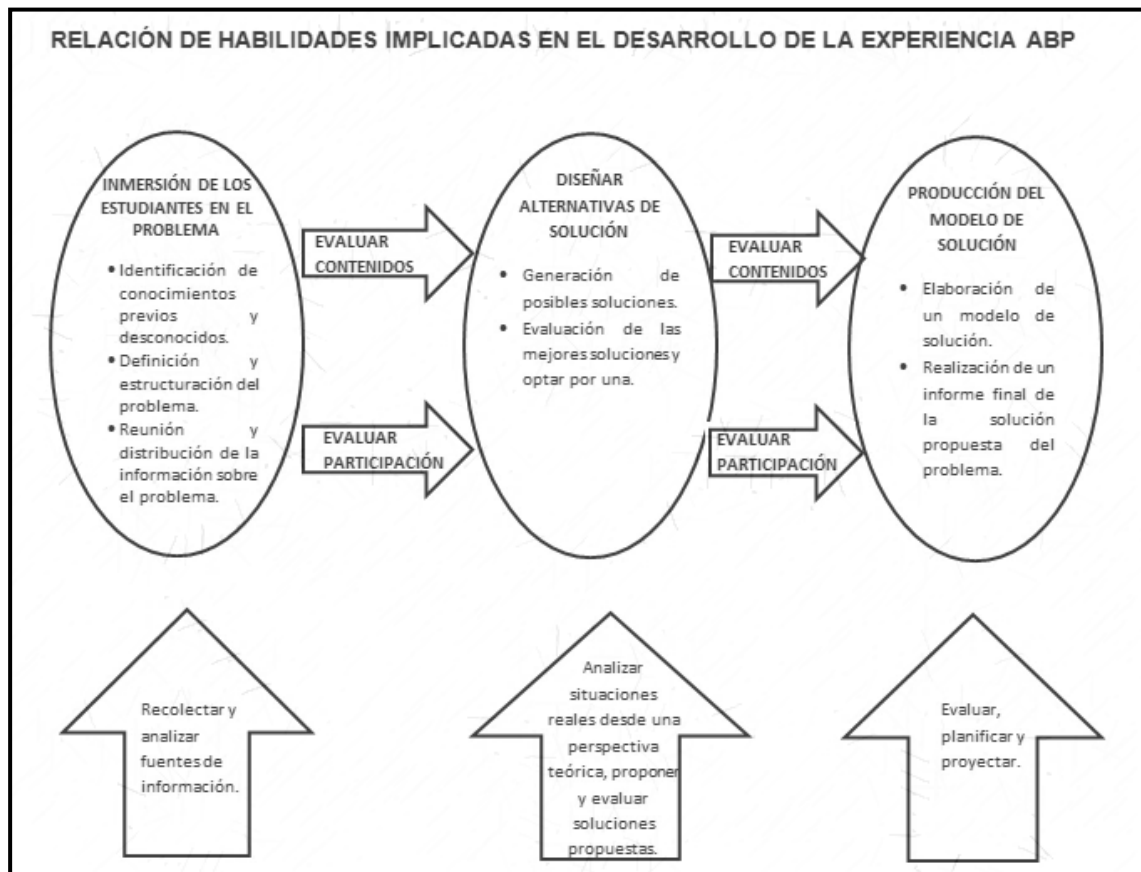 RELACIÓN DE HABILIDADES IMPLICADAS EN EL DESARROLLO DE LA EXPERIENCIA ABP
INMERSIÓN DE LOS
ESTUDIANTES EN EL
PROBLEMA
• Identificación de
conocimientos
previos y
desconocidos.
• Definición y
estructuración del
problema.
• Reunión y
distribución de la
información sobre
el problema.
EVALUAR
CONTENIDOS
EVALUAR
PARTICIPACIÓN
DISEÑAR
ALTERNATIVAS DE
SOLUCIÓN
• Generación de
posibles soluciones.
• Evaluación de las
mejores soluciones y
optar por una.
EVALUAR
CONTENIDOS
EVALUAR
PARTICIPACIÓN
PRODUCCIÓN DEL
MODELO DE
SOLUCIÓN
• Elaboración de
un modelo de
solución.
• Realización de un
informe final de
la solución
propuesta del
problema.
Recolectar y
analizar
fuentes de
información.
Analizar
situaciones
reales desde una
perspectiva
teórica, proponer
y evaluar
soluciones
propuestas.
Evaluar,
planificar y
proyectar.